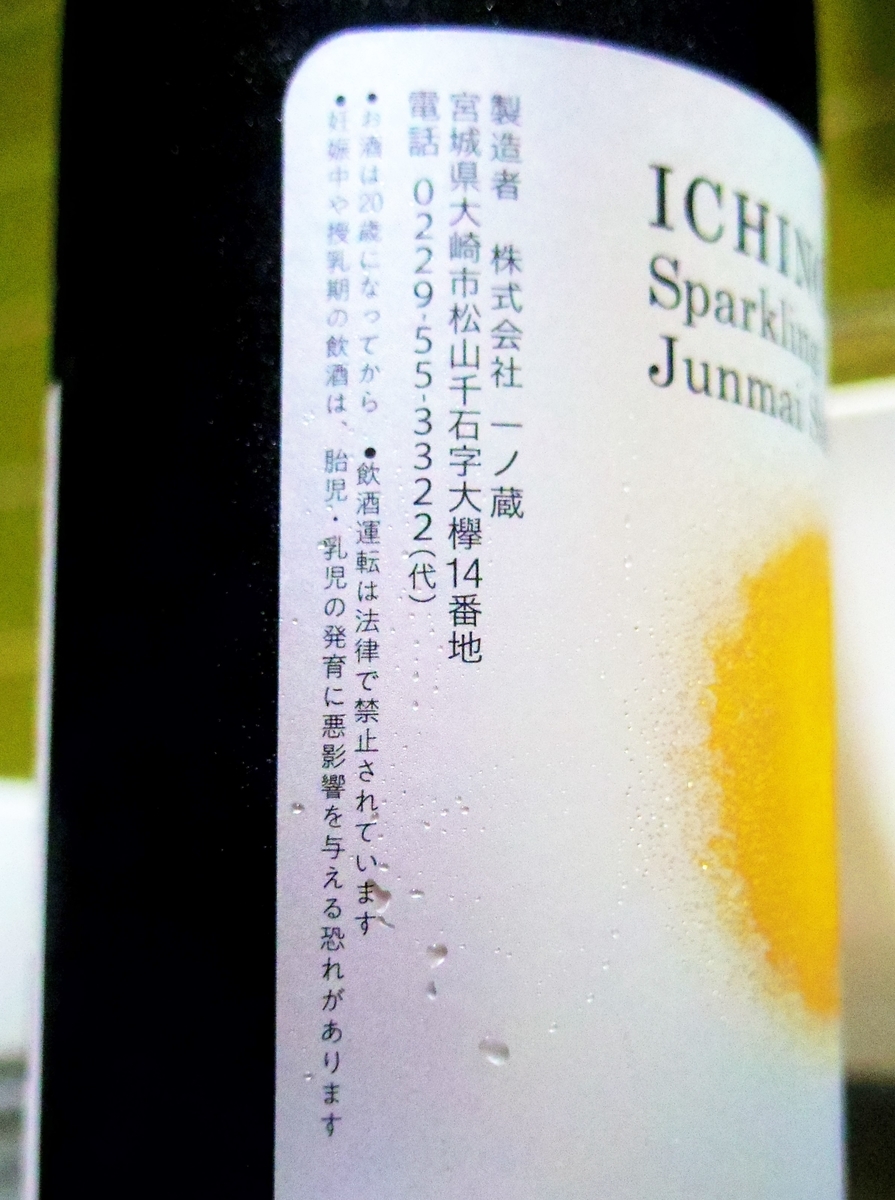 製造者 株式会社 一ノ蔵
宮城県大崎市松山千石字大欅14番地
電話 0229-55-3322(代)
●お酒は20歳になってから ●飲酒運転は法律で禁止されています
●妊娠中や授乳期の飲酒は、胎児・乳児の発育に悪影響を与える恐れがあります
ICHINO
Sparkling
Junmai